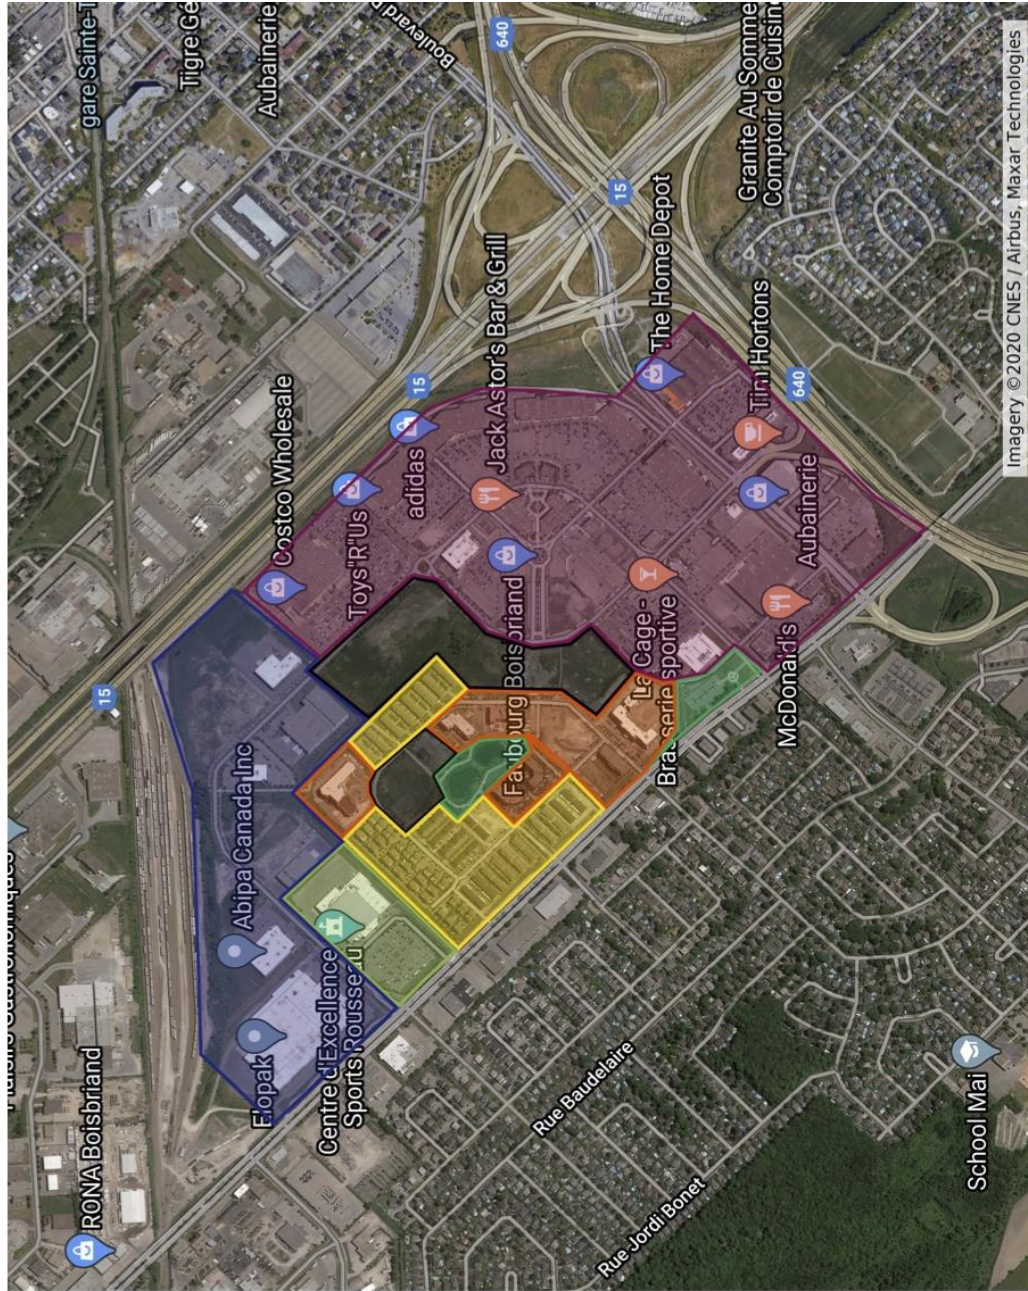 gare Sainte-T
Tigre Gé
Aubainerie
Boulevard
640
15
Granite Au Somme
Comptoir de Cuisin
The Home Depot
Jack Astor's Bar & Grill
Tim Hortons
640
15
adidas
Costco Wholesale
Toys"R"Us
Aubainerie
Faubourg Boisbriand
La Cage -
Brasserie sportive
McDonald's
15
Abipa Canada Inc
Elopak
Centre d'Excellence
Sports Rousseau
RONA Boisbriand
Rue Baudelaire
Rue Jordi Bonet
School Mai
Imagery ©2020 CNES / Airbus, Maxar Technologies